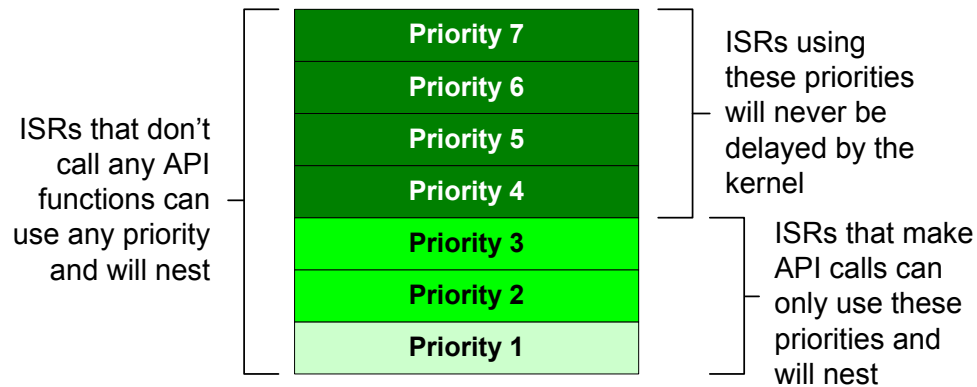 ISRs that don't
call any API
functions can
use any priority
and will nest
Priority 7
Priority 6
Priority 5
Priority 4
Priority 3
Priority 2
Priority 1
ISRs using
these priorities
will never be
delayed by the
kernel
ISRs that make
API calls can
only use these
priorities and
will nest